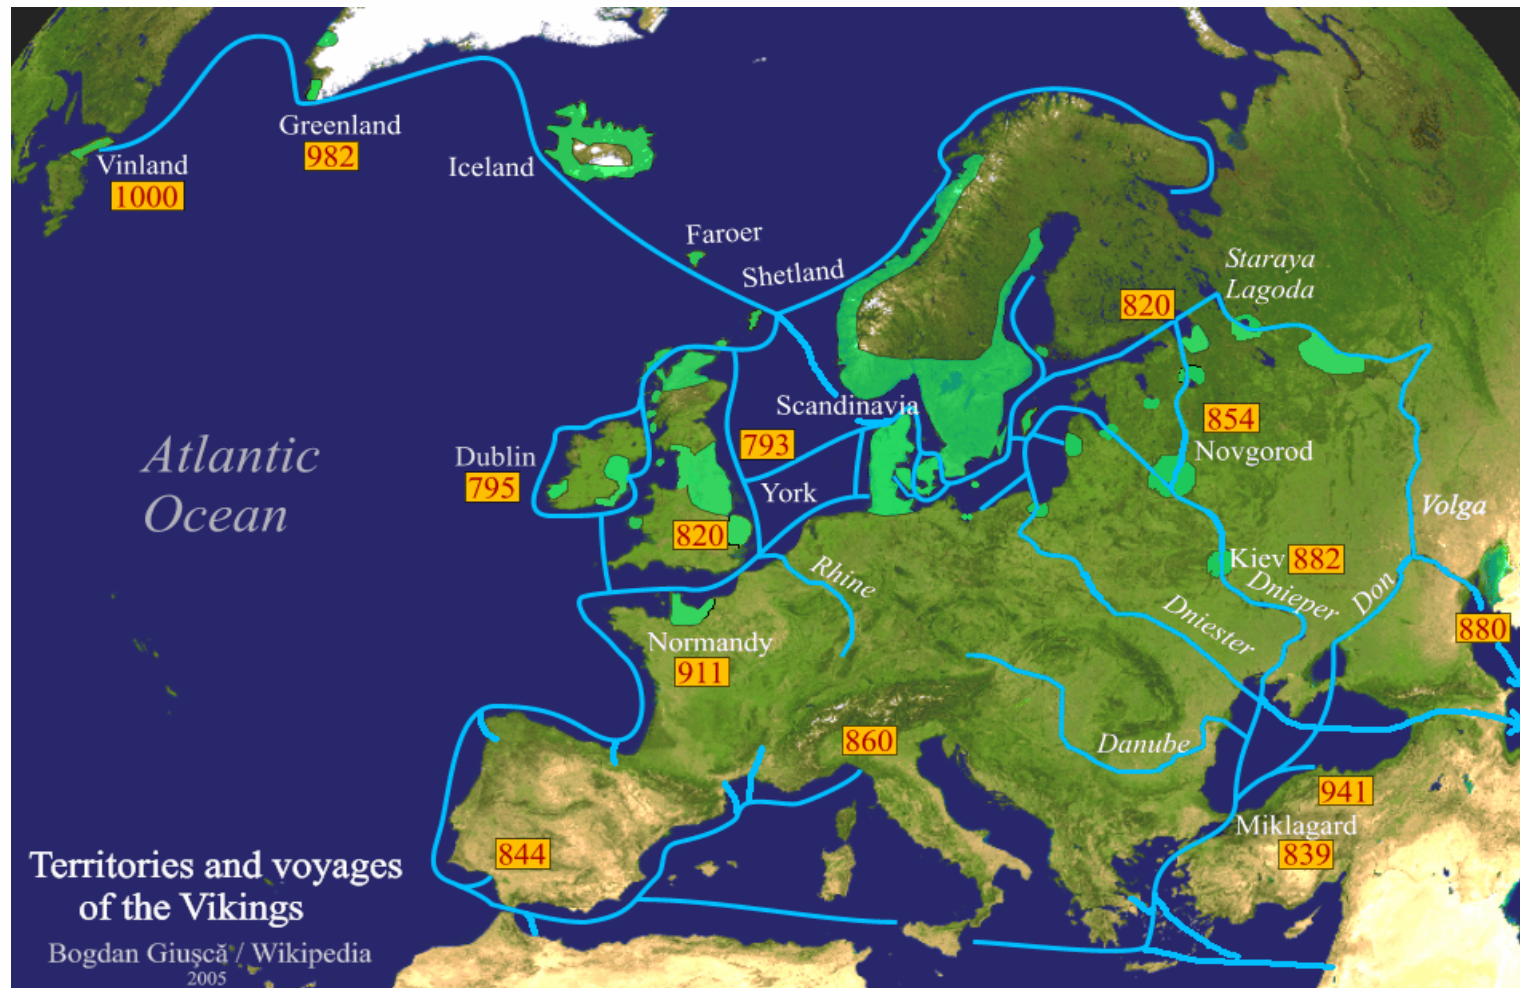 Greenland
982
Vinland
1000
Iceland
Faroer
Shetland
Staraya
Lagoda
820
Scandinavia
854
Novgorod
793
Dublin
795
York
820
Atlantic
Ocean
Volga
Kiev 882
Rhine
Dnieper
Don
Dniester
880
Normandy
911
860
Danube
941
Miklagard
839
844
Territories and voyages
of the Vikings
Bogdan Giuşcă / Wikipedia
2005